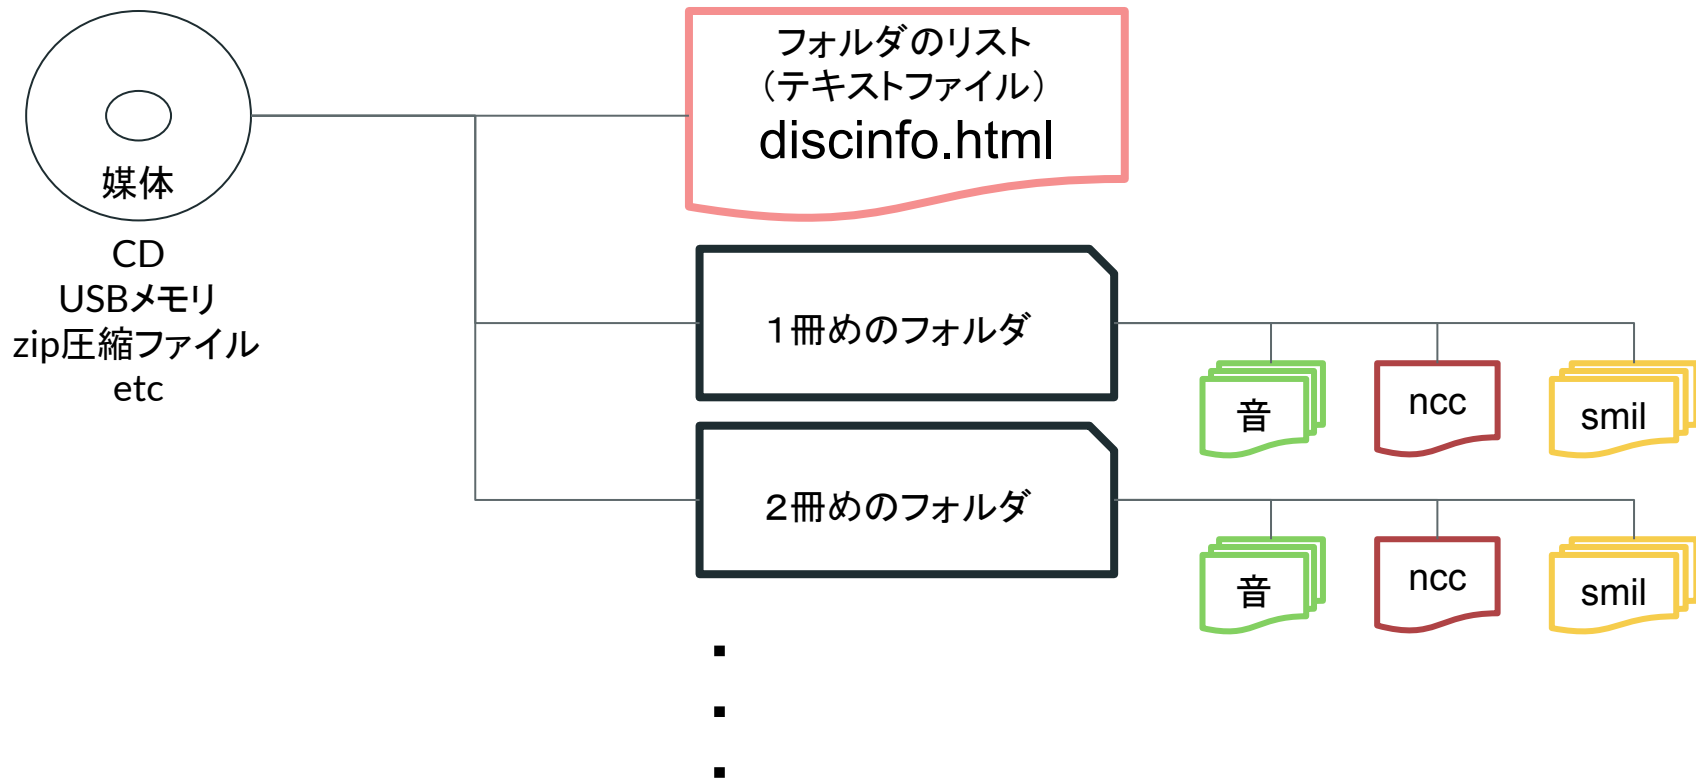 フォルダのリスト
（テキストファイル）
discinfo.html
媒体
CD
USBメモリ
zip圧縮ファイル
etc
１冊めのフォルダ
音
ncc
smil
２冊めのフォルダ
音
ncc
smil
・
・
・